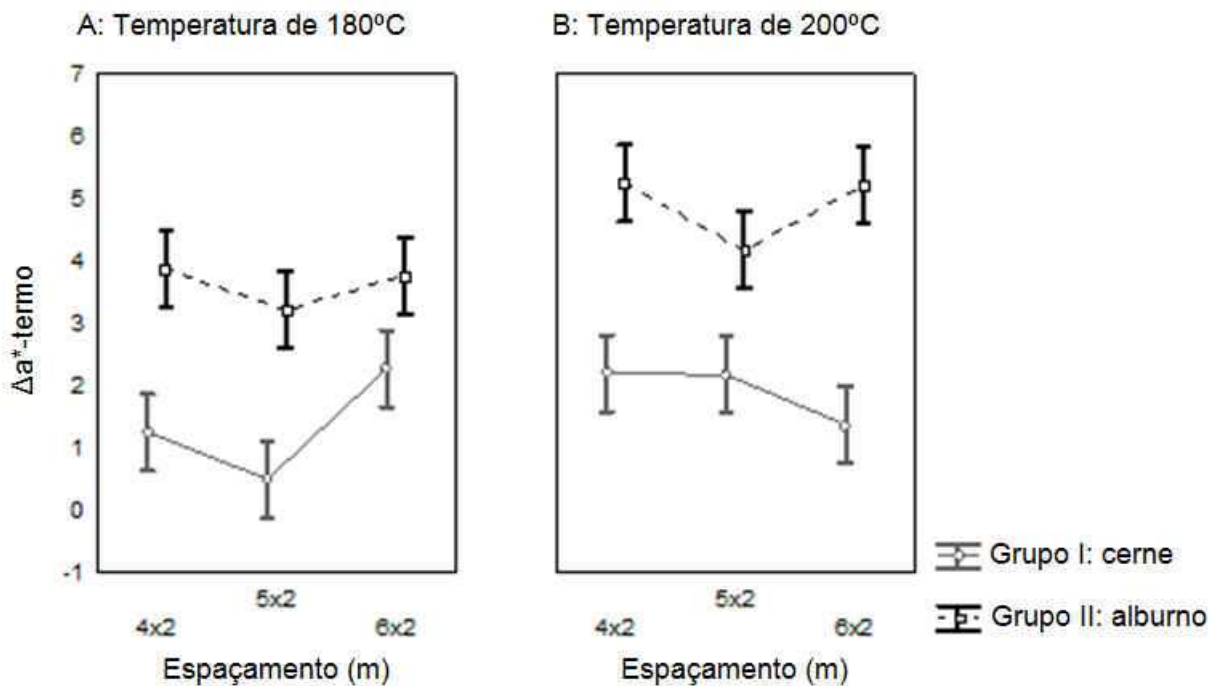 A: Temperatura de 180ºC
B: Temperatura de 200ºC
7
6
5
4
3
2
1
0
-1
Δa*-termo
4x2
5x2
6x2
4x2
5x2
6x2
Espaçamento (m)
Espaçamento (m)
Grupo I: cerne
Grupo II: alburno